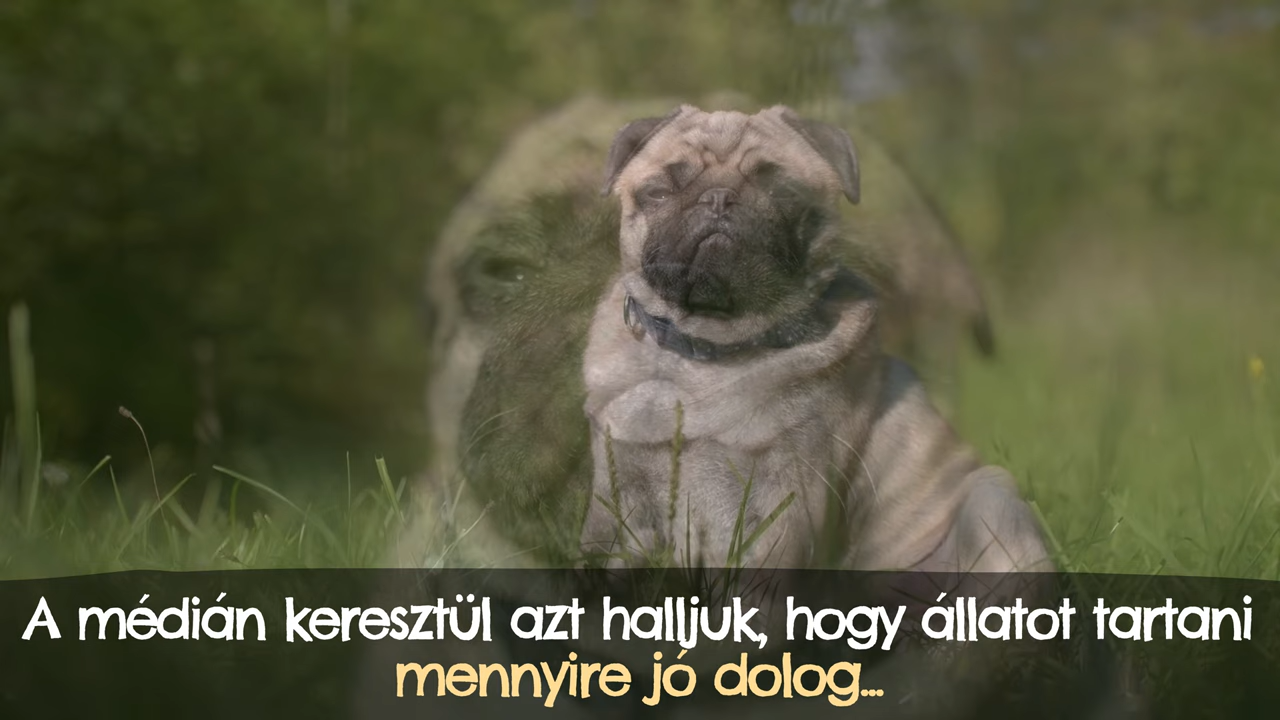 A médián keresztül azt halljuk, hogy állatot tartani
mennyire jó dolog...